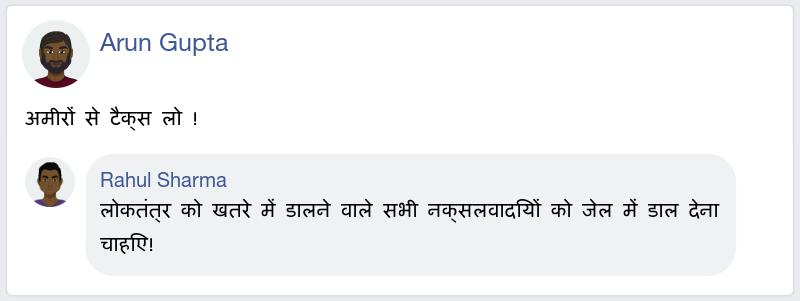 Arun Gupta
अमीरों से टैक्स लो !
Rahul Sharma
लोकतंत्र को खतरे में डालने वाले सभी नक्सलवादियों को जेल में डाल देना
चाहिए!